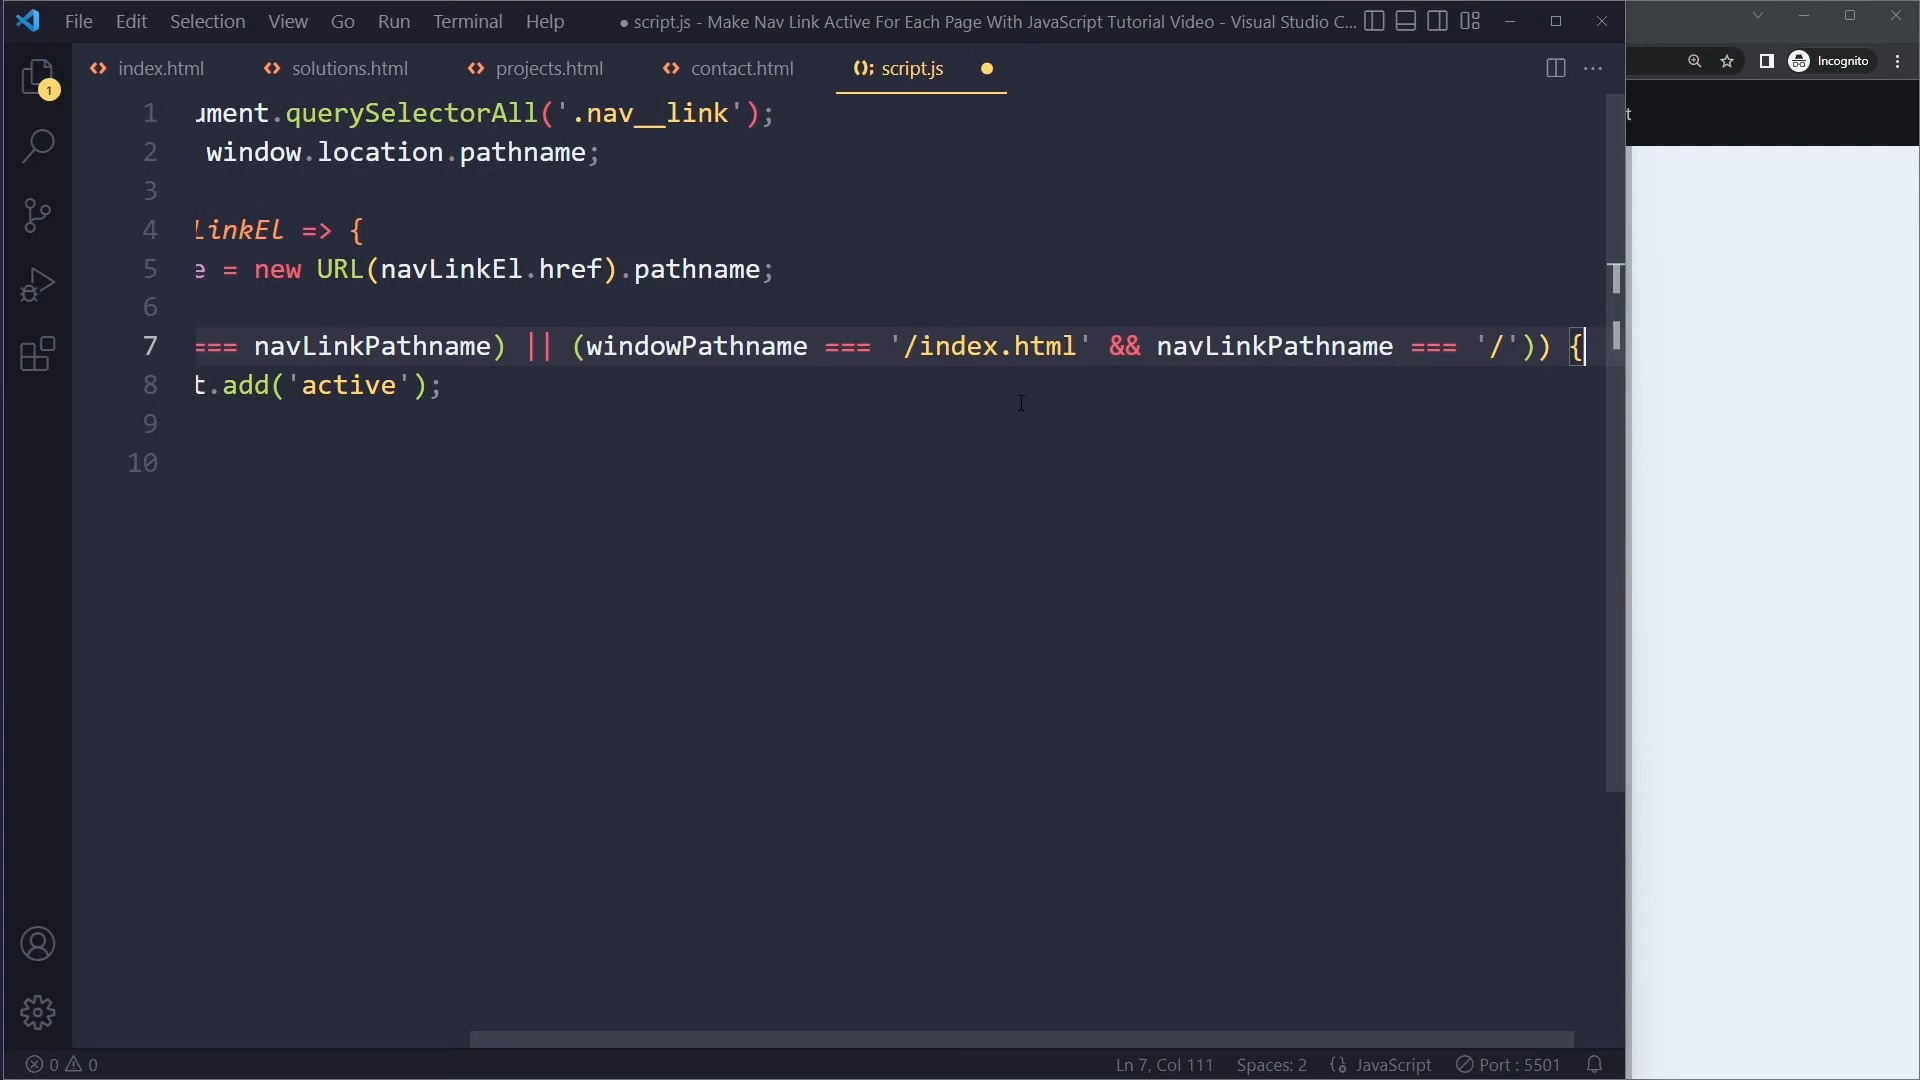 File Edit Selection View Go Run Terminal Help ● script.js - Make Nav Link Active For Each Page With JavaScript Tutorial Video - Visual Studio C...
index.html solutions.html projects.html contact.html script.js
Incognito
t
1
1 ument.querySelectorAll('.nav__link');
2 window.location.pathname;
3
4 LinkEl => {
5 e = new URL(navLinkEl.href).pathname;
6
7 === navLinkPathname) || (windowPathname === '/index.html' && navLinkPathname === '/')) {
8 t.add('active');
9
10
0 0 Ln 7, Col 111 Spaces: 2 JavaScript Port : 5501